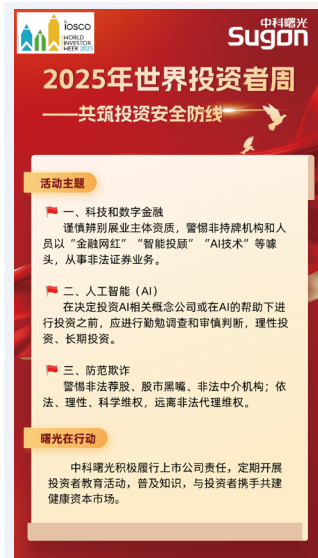 iosco
WORLD
INVESTOR
WEEK 2025
中科曙光
Sugon
2025年世界投资者周
——共筑投资安全防线——
活动主题
一、科技和数字金融
谨慎辨别展业主体资质，警惕非持牌机构和人
员以“金融网红”“智能投顾”“AI技术”等噱
头，从事非法证券业务。
二、人工智能（AI）
在决定投资AI相关概念公司或在AI的帮助下进
行投资之前，应进行勤勉调查和审慎判断，理性投
资、长期投资。
三、防范欺诈
警惕非法荐股、股市黑嘴、非法中介机构；依
法、理性、科学维权，远离非法代理维权。
曙光在行动
中科曙光积极履行上市公司责任，定期开展
投资者教育活动，普及知识，与投资者携手共建
健康资本市场。